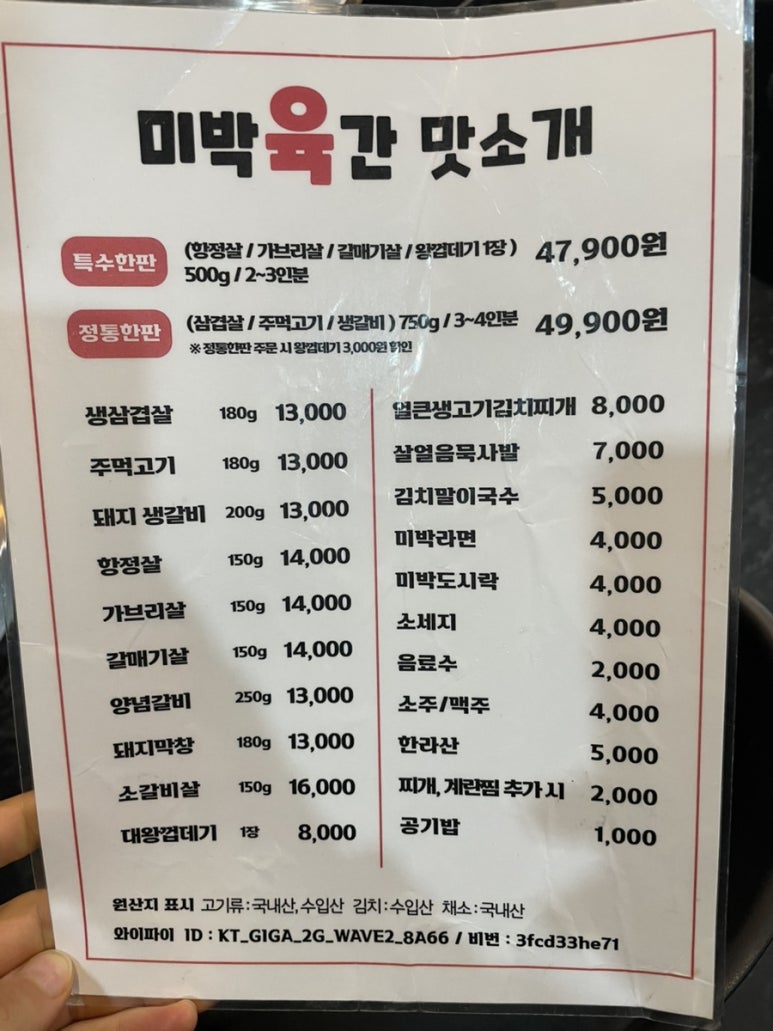 미박육간 맛소개
특수한판 (항정살 / 가브리살 / 갈매기살 / 왕껍데기 1장) 47,900원
500g / 2~3인분
정통한판 (삼겹살 / 주먹고기 / 생갈비) 750g / 3~4인분 49,900원
※ 정통한판 주문 시 왕껍데기 3,000원 할인
생삼겹살 180g 13,000
주먹고기 180g 13,000
돼지 생갈비 200g 13,000
항정살 150g 14,000
가브리살 150g 14,000
갈매기살 150g 14,000
양념갈비 250g 13,000
돼지막창 180g 13,000
소갈비살 150g 16,000
대왕껍데기 1장 8,000
얼큰생고기김치찌개 8,000
살얼음묵사발 7,000
김치말이국수 5,000
미박라면 4,000
미박도시락 4,000
소세지 4,000
음료수 2,000
소주/맥주 4,000
한라산 5,000
찌개, 계란찜 추가 시 2,000
공기밥 1,000
원산지 표시 고기류 : 국내산, 수입산 김치 : 수입산 채소 : 국내산
와이파이 ID : KT_GIGA_2G_WAVE2_8A66 / 비번 : 3fcd33he71